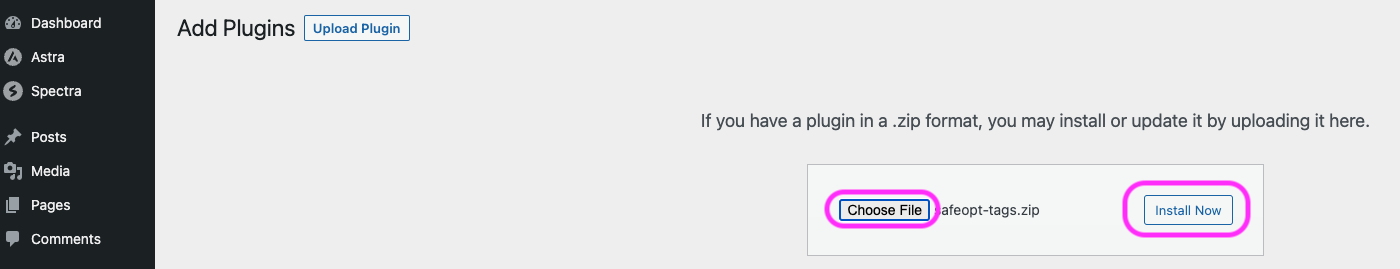 Dashboard
Astra
Spectra
Posts
Media
Pages
Comments
Add Plugins Upload Plugin
If you have a plugin in a .zip format, you may install or update it by uploading it here.
Choose File afeopt-tags.zip Install Now